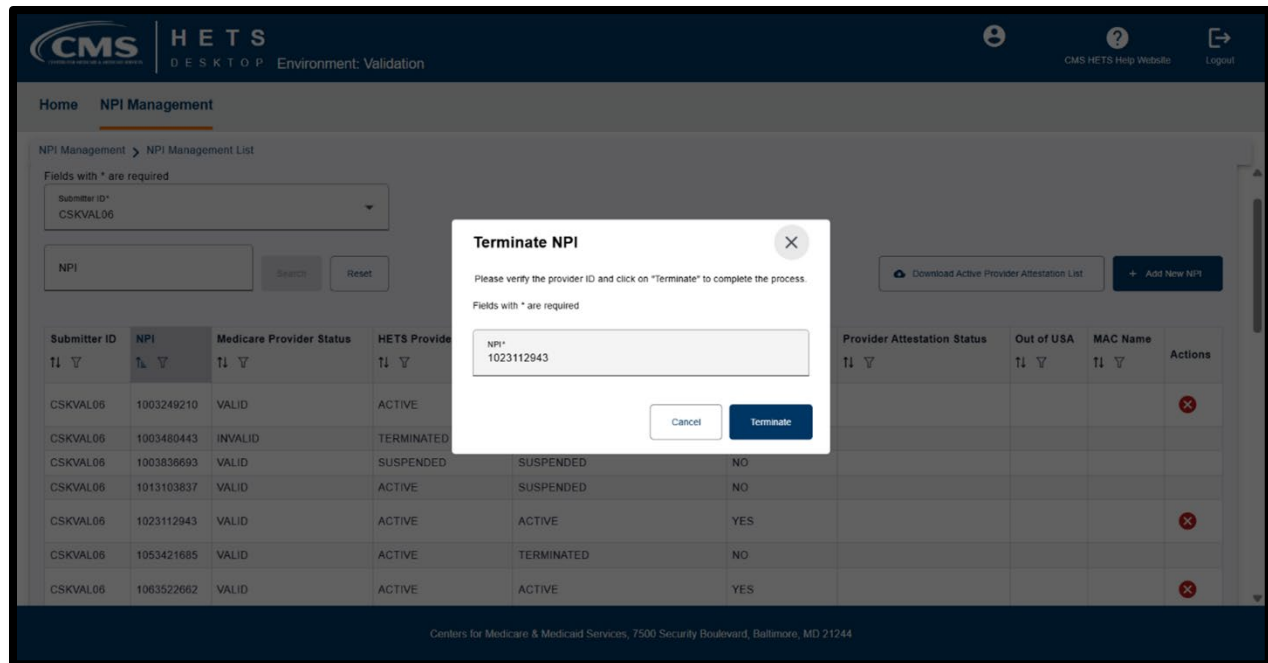 CMS
HETS
DESKTOP Environment: Validation
CMS HETS Help Website
Logout
Home NPI Management
NPI Management > NPI Management List
Fields with * are required
Submitter ID*
CSKVAL06
NPI
Search
Reset
Download Active Provider Attestation List
+ Add New NPI
Terminate NPI
Please verify the provider ID and click on "Terminate" to complete the process.
Fields with * are required
NPI*
1023112943
Cancel
Terminate
Submitter ID NPI Medicare Provider Status HETS Provide Provider Attestation Status Out of USA MAC Name Actions
CSKVAL06 1003249210 VALID ACTIVE
CSKVAL06 1003480443 INVALID TERMINATED
CSKVAL06 1003836693 VALID SUSPENDED SUSPENDED NO
CSKVAL06 1013103837 VALID ACTIVE SUSPENDED NO
CSKVAL06 1023112943 VALID ACTIVE ACTIVE YES
CSKVAL06 1053421685 VALID ACTIVE TERMINATED NO
CSKVAL06 1063522662 VALID ACTIVE ACTIVE YES
Centers for Medicare & Medicaid Services, 7500 Security Boulevard, Baltimore, MD 21244